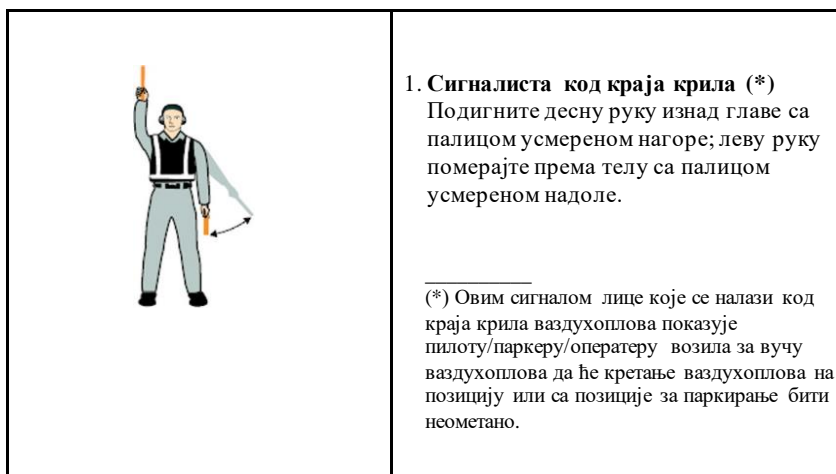 1. Сигналиста код краја крила (*)
Подигните десну руку изнад главе са
палицом усмереном нагоре; леву руку
померајте према телу са палицом
усмереном надоле.
(*) Овим сигналом лице које се налази код
краја крила ваздухоплова показује
пилоту/паркеру/оператеру возила за вучу
ваздухоплова да ће кретање ваздухоплова на
позицију или са позиције за паркирање бити
неометано.